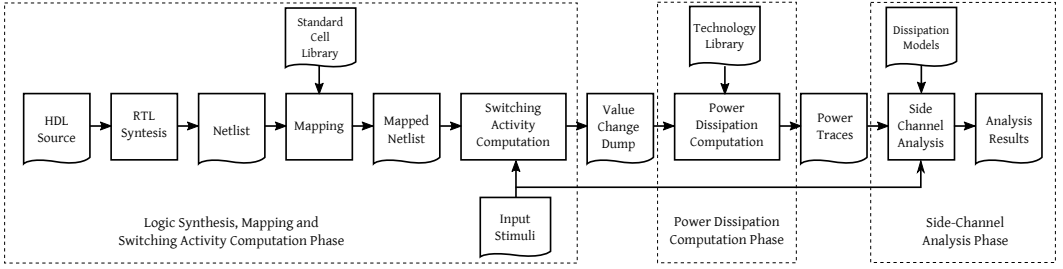 Standard
Cell
Library
Technology
Library
Dissipation
Models
HDL
Source
RTL
Syntesis
Netlist
Mapping
Mapped
Netlist
Switching
Activity
Computation
Value
Change
Dump
Power
Dissipation
Computation
Power
Traces
Side
Channel
Analysis
Analysis
Results
Input
Stimuli
Logic Synthesis, Mapping and
Switching Activity Computation Phase
Power Dissipation
Computation Phase
Side-Channel
Analysis Phase